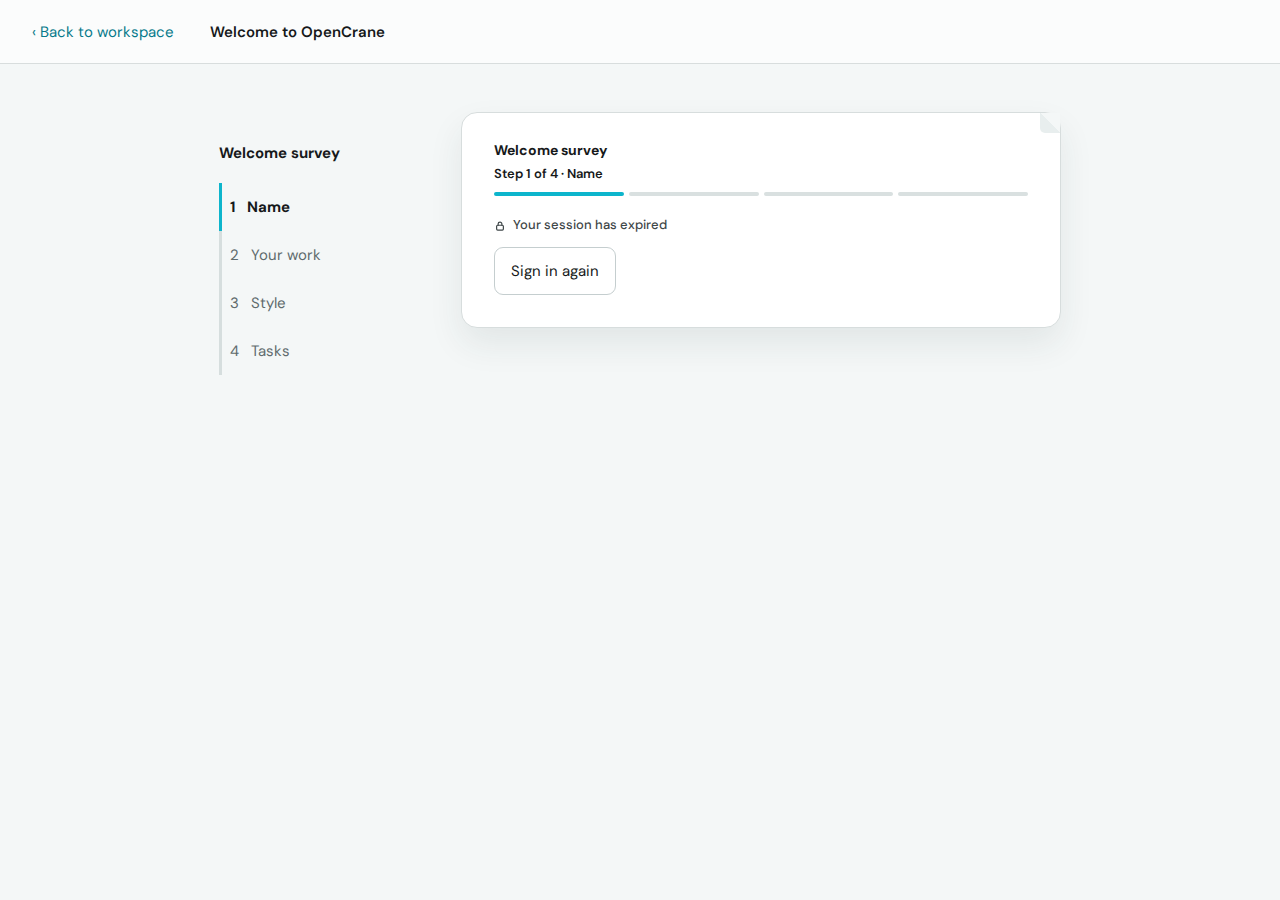 ‹ Back to workspace
Welcome to OpenCrane
Welcome survey
1 Name
2 Your work
3 Style
4 Tasks
Welcome survey
Step 1 of 4 · Name
Your session has expired
Sign in again